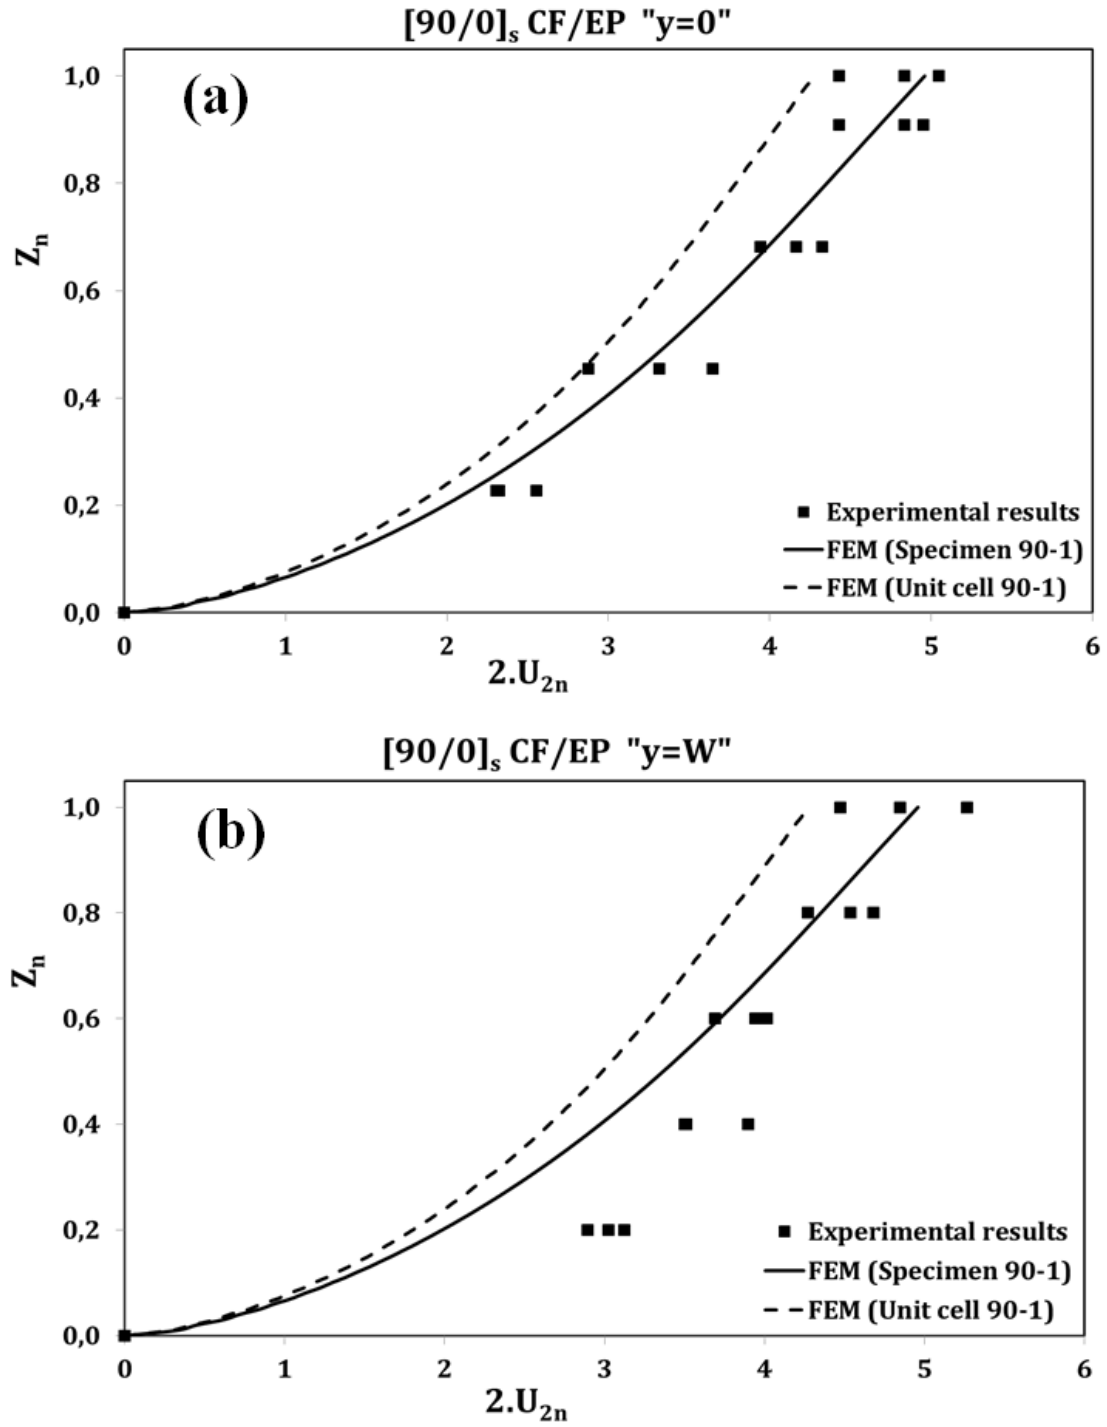 [90/0]s CF/EP "y=0"
(a)
1,0
0,8
0,6
0,4
0,2
0,0
Zn
Experimental results
FEM (Specimen 90-1)
FEM (Unit cell 90-1)
0 1 2 3 4 5 6
2.U2n
[90/0]s CF/EP "y=W"
(b)
1,0
0,8
0,6
0,4
0,2
0,0
Zn
Experimental results
FEM (Specimen 90-1)
FEM (Unit cell 90-1)
0 1 2 3 4 5 6
2.U2n